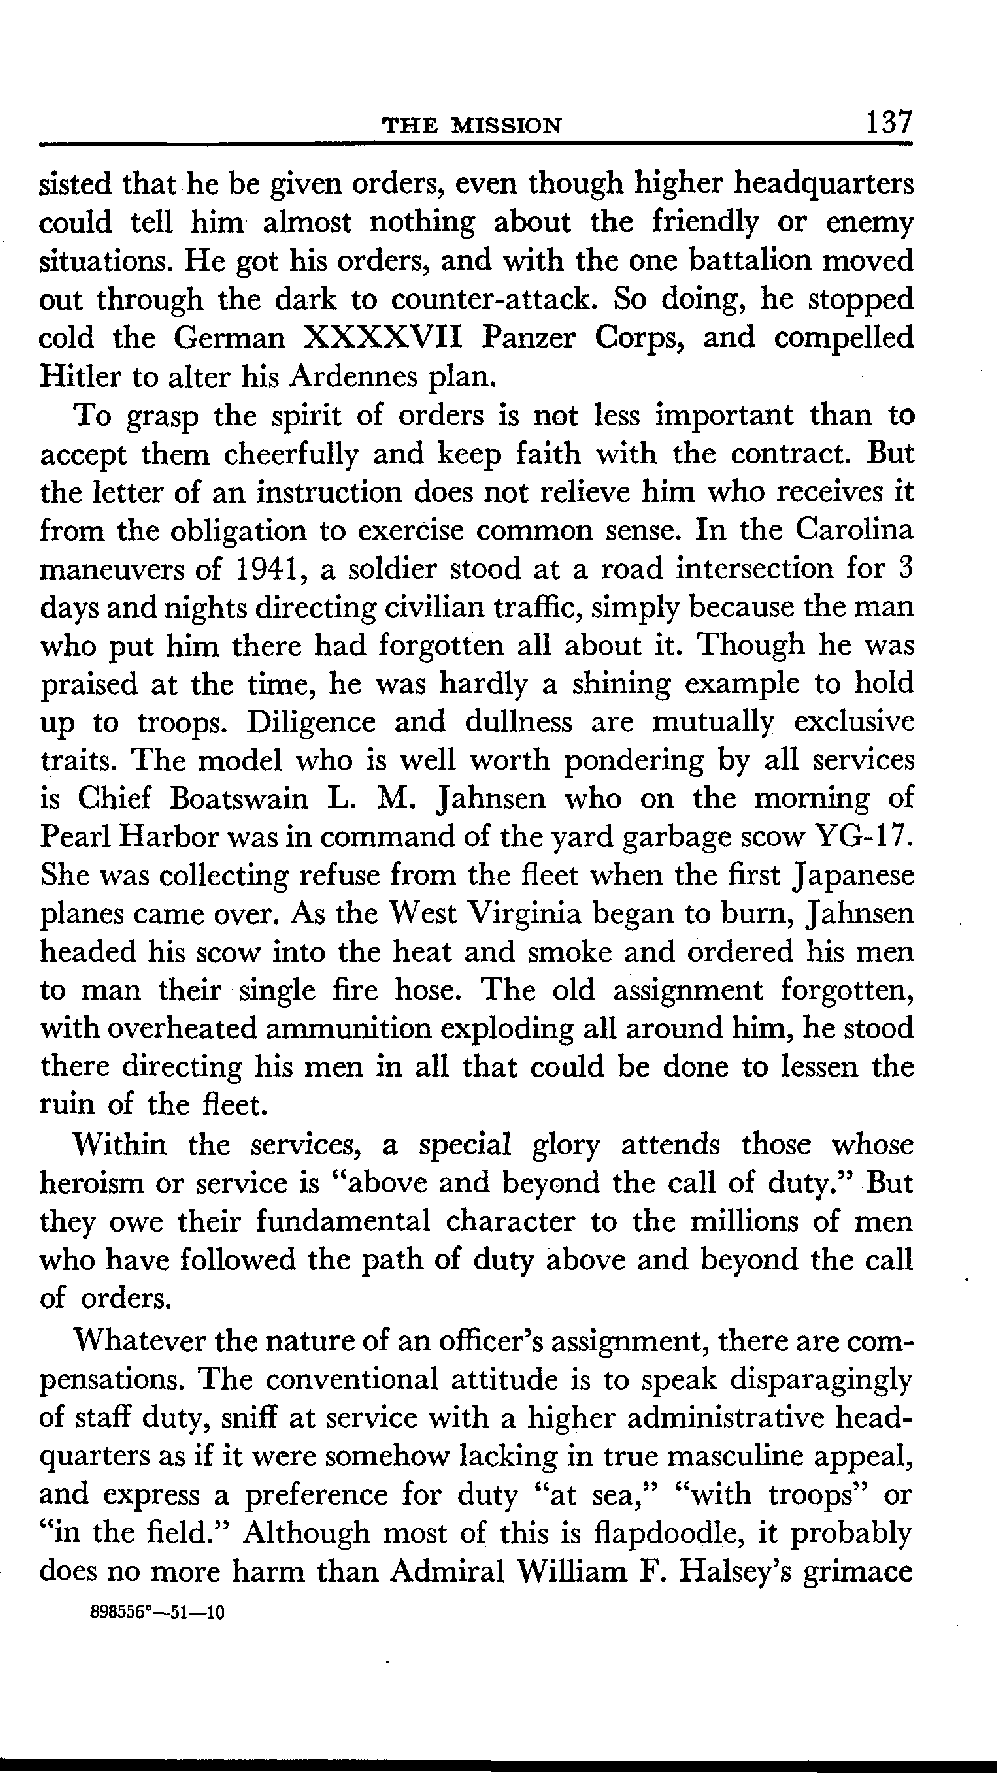 THE MISSION 137
sisted that he be given orders, even though higher headquarters
could tell him almost nothing about the friendly or enemy
situations. He got his orders, and with the one battalion moved
out through the dark to counter-attack. So doing, he stopped
cold the German XXXXVII Panzer Corps, and compelled
Hitler to alter his Ardennes plan.
To grasp the spirit of orders is not less important than to
accept them cheerfully and keep faith with the contract. But
the letter of an instruction does not relieve him who receives it
from the obligation to exercise common sense. In the Carolina
maneuvers of 1941, a soldier stood at a road intersection for 3
days and nights directing civilian traffic, simply because the man
who put him there had forgotten all about it. Though he was
praised at the time, he was hardly a shining example to hold
up to troops. Diligence and dullness are mutually exclusive
traits. The model who is well worth pondering by all services
is Chief Boatswain L. M. Jahnsen who on the morning of
Pearl Harbor was in command of the yard garbage scow YG-17.
She was collecting refuse from the fleet when the first Japanese
planes came over. As the West Virginia began to burn, Jahnsen
headed his scow into the heat and smoke and ordered his men
to man their single fire hose. The old assignment forgotten,
with overheated ammunition exploding all around him, he stood
there directing his men in all that could be done to lessen the
ruin of the fleet.
Within the services, a special glory attends those whose
heroism or service is "above and beyond the call of duty." But
they owe their fundamental character to the millions of men
who have followed the path of duty above and beyond the call
of orders.
Whatever the nature of an officer's assignment, there are com-
pensations. The conventional attitude is to speak disparagingly
of staff duty, sniff at service with a higher administrative head-
quarters as if it were somehow lacking in true masculine appeal,
and express a preference for duty "at sea," "with troops" or
"in the field." Although most of this is flapdoodle, it probably
does no more harm than Admiral William F. Halsey's grimace
898556°—51—10